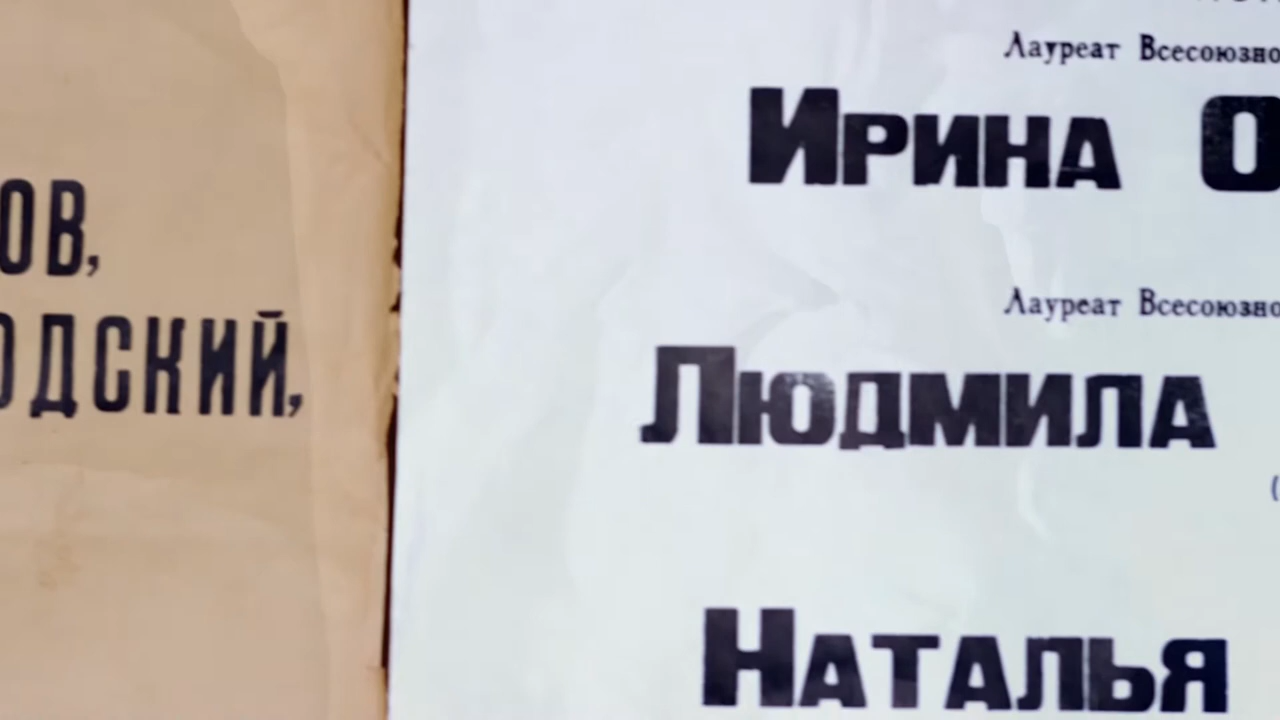 ОВ,
ОДСКИЙ,
Лауреат Всесоюзно
ИРИНА О
Лауреат Всесоюзно
ЛЮДМИЛА
(
НАТАЛЬЯ